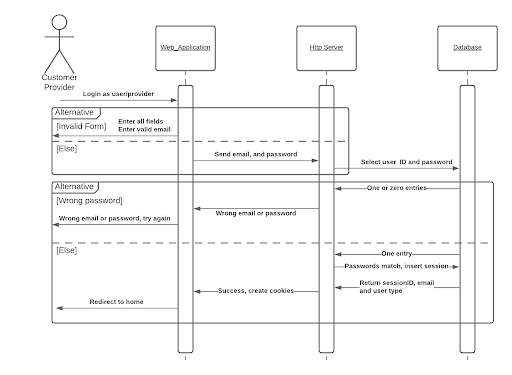 Web_Application
Http Server
Database
Customer
Provider
Login as user/provider
Alternative
[Invalid Form]
Enter all fields
Enter valid email
[Else]
Send email, and password
Select user ID and password
Alternative
One or zero entries
[Wrong password]
Wrong email or password
Wrong email or password, try again
[Else]
One entry
Passwords match, insert session
Return sessionID, email
and user type
Success, create cookies
Redirect to home